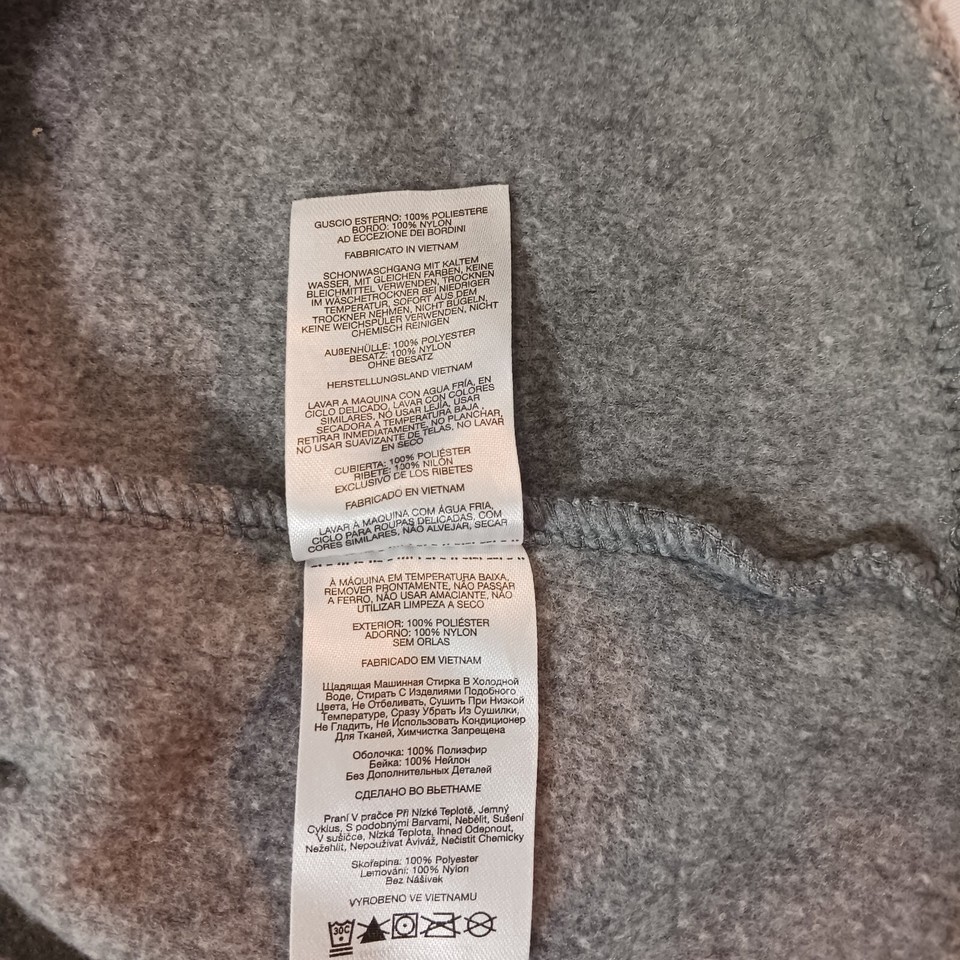 GUSCIO ESTERNO: 100% POLIESTERE
BORDO: 100% NYLON
AD ECCEZIONE DEI BORDINI
FABBRICATO IN VIETNAM
SCHONWASCHGANG MIT KALTEM
WASSER, MIT GLEICHEN FARBEN, KEINE
BLEICHMITTEL VERWENDEN, TROCKNEN
IM WÄSCHETROCKNER BEI NIEDRIGER
TEMPERATUR, SOFORT AUS DEM
TROCKNER NEHMEN, NICHT BÜGELN,
KEINE WEICHSPÜLER VERWENDEN, NICHT
CHEMISCH REINIGEN
AUßENHÜLLE: 100% POLYESTER
BESATZ: 100% NYLON
OHNE BESATZ
HERSTELLUNGSLAND VIETNAM
LAVAR A MAQUINA CON AGUA FRÍA, EN
CICLO DELICADO, LAVAR CON COLORES
SIMILARES, NO USAR LEJÍA, USAR
SECADORA A TEMPERATURA BAJA,
RETIRAR INMEDIATAMENTE, NO PLANCHAR,
NO USAR SUAVIZANTE DE TELAS, NO LAVAR
EN SECO
CUBIERTA: 100% POLIÉSTER
RIBETE: 100% NILÓN
EXCLUSIVO DE LOS RIBETES
FABRICADO EN VIETNAM
LAVAR À MAQUINA COM ÁGUA FRIA,
CICLO PARA ROUPAS DELICADAS, COM
CORES SIMILARES, NÃO ALVEJAR, SECAR
À MÁQUINA EM TEMPERATURA BAIXA,
REMOVER PRONTAMENTE, NÃO PASSAR
A FERRO, NÃO USAR AMACIANTE, NÃO
UTILIZAR LIMPEZA A SECO
EXTERIOR: 100% POLIÉSTER
ADORNO: 100% NYLON
SEM ORLAS
FABRICADO EM VIETNAM
Щадящая Машинная Стирка В Холодной
Воде, Стирать С Изделиями Подобного
Цвета, Не Отбеливать, Сушить При Низкой
Температуре, Сразу Убрать Из Сушилки,
Не Гладить, Не Использовать Кондиционер
Для Тканей, Химчистка Запрещена
Оболочка: 100% Полиэфир
Бейка: 100% Нейлон
Без Дополнительных Деталей
СДЕЛАНО ВО ВЬЕТНАМЕ
Praní V pračce Při Nízké Teplotě, Jemný
Cyklus, S podobnými Barvami, Nebělit, Sušení
V sušičce, Nízká Teplota, Ihned Odepnout,
Nežehlit, Nepoužívat Aviváž, Nečistit Chemicky
Skořepina: 100% Polyester
Lemování: 100% Nylon
Bez Nášivek
VYROBENO VE VIETNAMU
30C